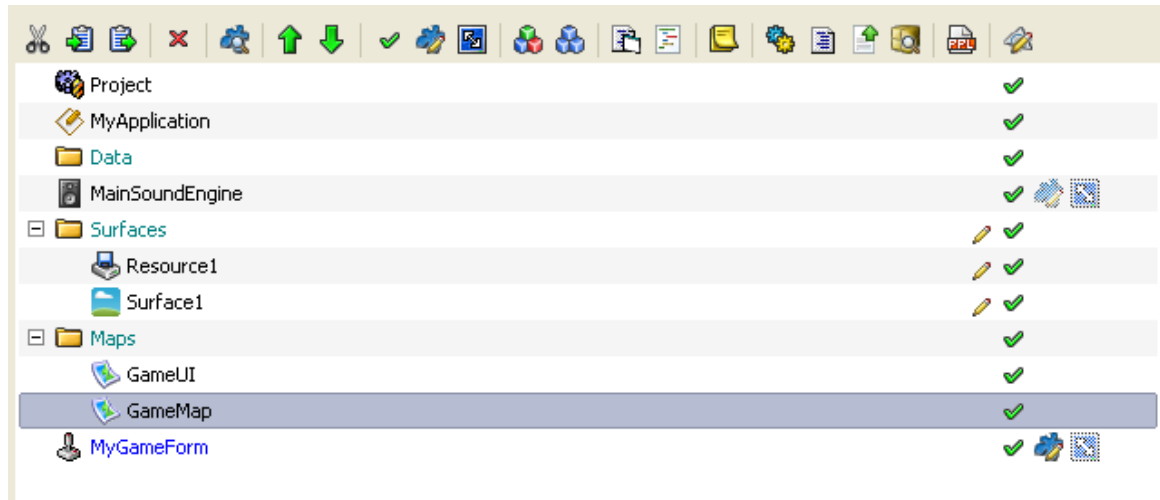 Project
MyApplication
Data
MainSoundEngine
Surfaces
Resource1
Surface1
Maps
GameUI
GameMap
MyGameForm